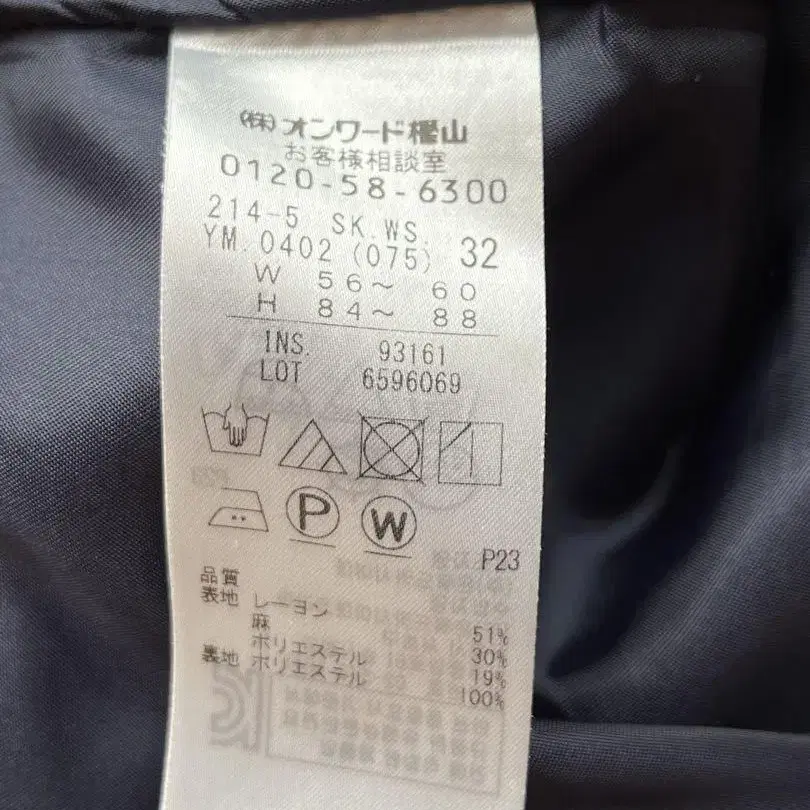 (株)オンワード樫山
お客様相談室
0120-58-6300
214-5 SK.WS.
YM.0402 (075) 32
W 56～ 60
H 84～ 88
INS. 93161
LOT 6596069
P
W
P23
品質
表地 レーヨン 51%
麻 30%
ポリエステル 19%
裏地 ポリエステル 100%